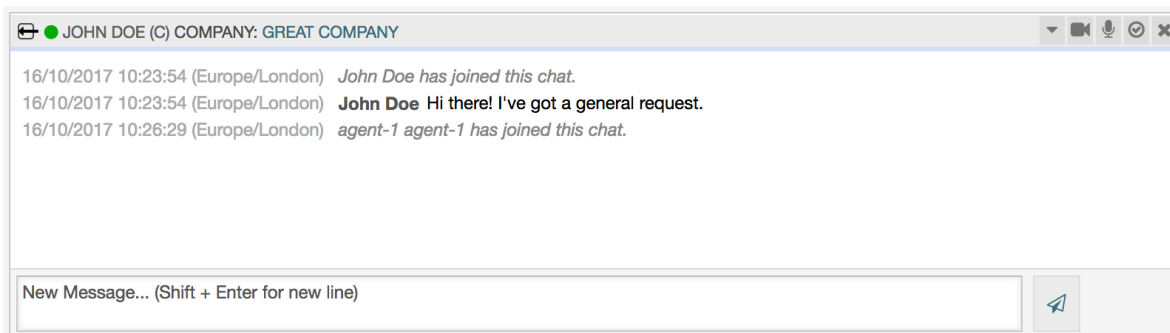 JOHN DOE (C) COMPANY: GREAT COMPANY
16/10/2017 10:23:54 (Europe/London) John Doe has joined this chat.
16/10/2017 10:23:54 (Europe/London) John Doe Hi there! I've got a general request.
16/10/2017 10:26:29 (Europe/London) agent-1 agent-1 has joined this chat.
New Message... (Shift + Enter for new line)